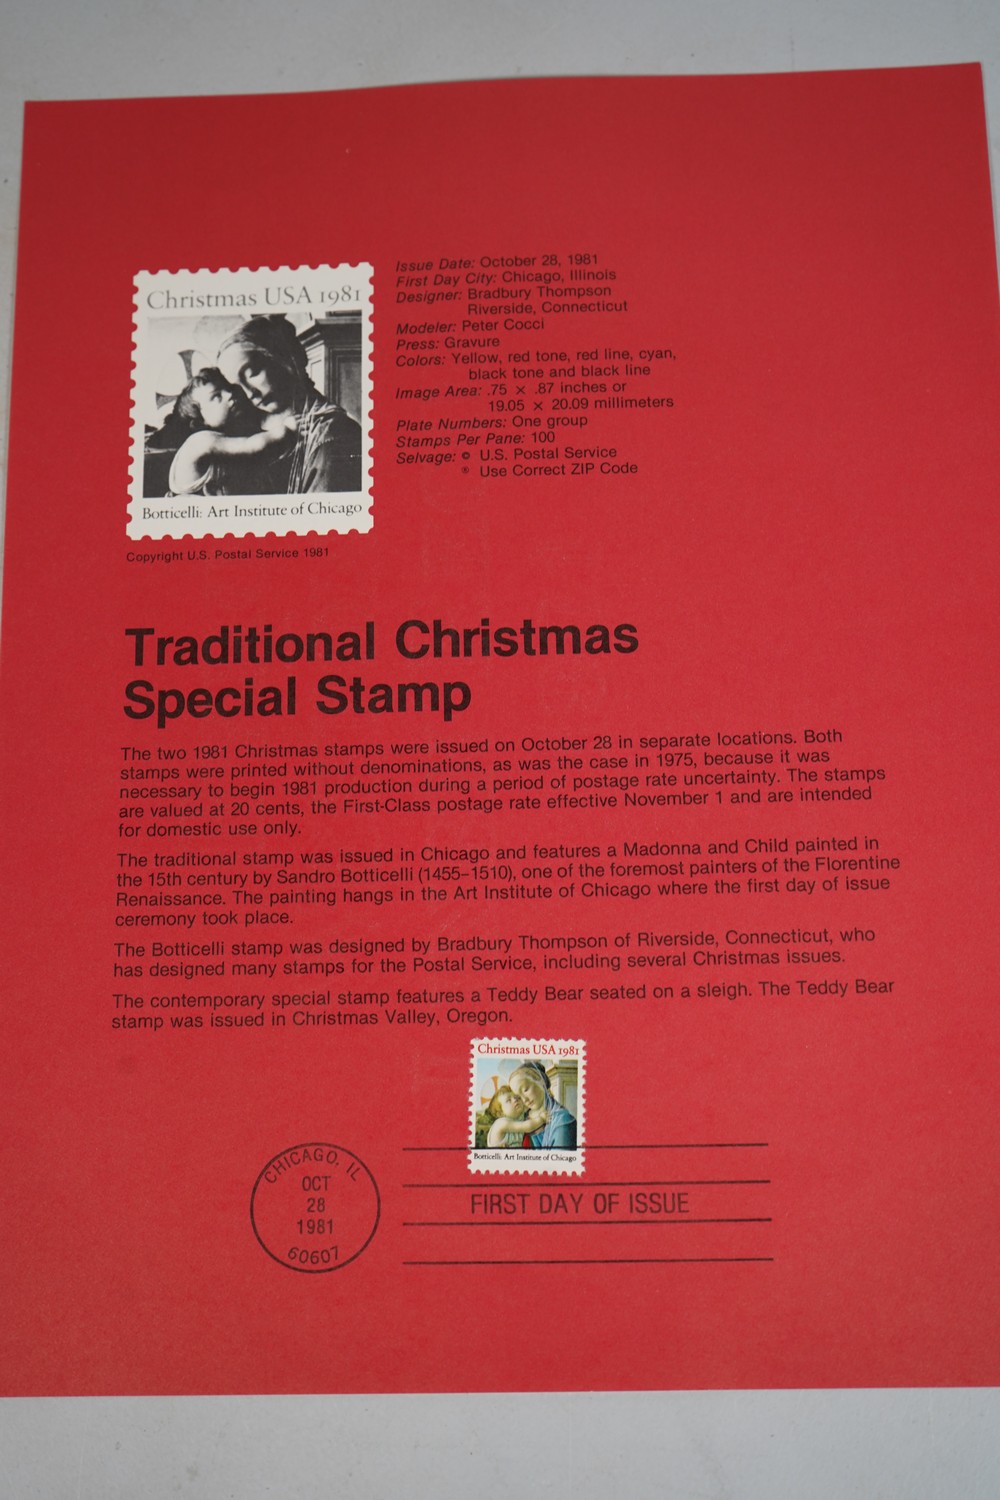 Christmas USA 1981
Botticelli: Art Institute of Chicago
Copyright U.S. Postal Service 1981
Issue Date: October 28, 1981
First Day City: Chicago, Illinois
Designer: Bradbury Thompson
Riverside, Connecticut
Modeler: Peter Cocci
Press: Gravure
Colors: Yellow, red tone, red line, cyan,
black tone and black line
Image Area: .75 × .87 inches or
19.05 × 20.09 millimeters
Plate Numbers: One group
Stamps Per Pane: 100
Selvage: © U.S. Postal Service
® Use Correct ZIP Code
Traditional Christmas
Special Stamp
The two 1981 Christmas stamps were issued on October 28 in separate locations. Both
stamps were printed without denominations, as was the case in 1975, because it was
necessary to begin 1981 production during a period of postage rate uncertainty. The stamps
are valued at 20 cents, the First-Class postage rate effective November 1 and are intended
for domestic use only.
The traditional stamp was issued in Chicago and features a Madonna and Child painted in
the 15th century by Sandro Botticelli (1455–1510), one of the foremost painters of the Florentine
Renaissance. The painting hangs in the Art Institute of Chicago where the first day of issue
ceremony took place.
The Botticelli stamp was designed by Bradbury Thompson of Riverside, Connecticut, who
has designed many stamps for the Postal Service, including several Christmas issues.
The contemporary special stamp features a Teddy Bear seated on a sleigh. The Teddy Bear
stamp was issued in Christmas Valley, Oregon.
Christmas USA 1981
Botticelli: Art Institute of Chicago
CHICAGO, IL
OCT
28
1981
60607
FIRST DAY OF ISSUE